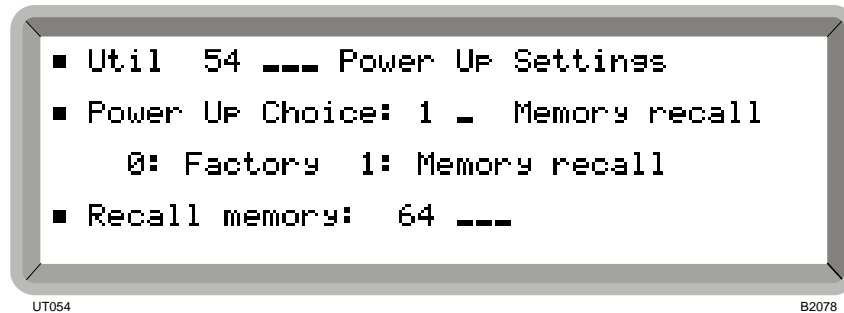 ▪ Util 54 ___ Power Up Settings
▪ Power Up Choice: 1 _ Memory recall
0: Factory 1: Memory recall
▪ Recall memory: 64 ___
UT054 B2078